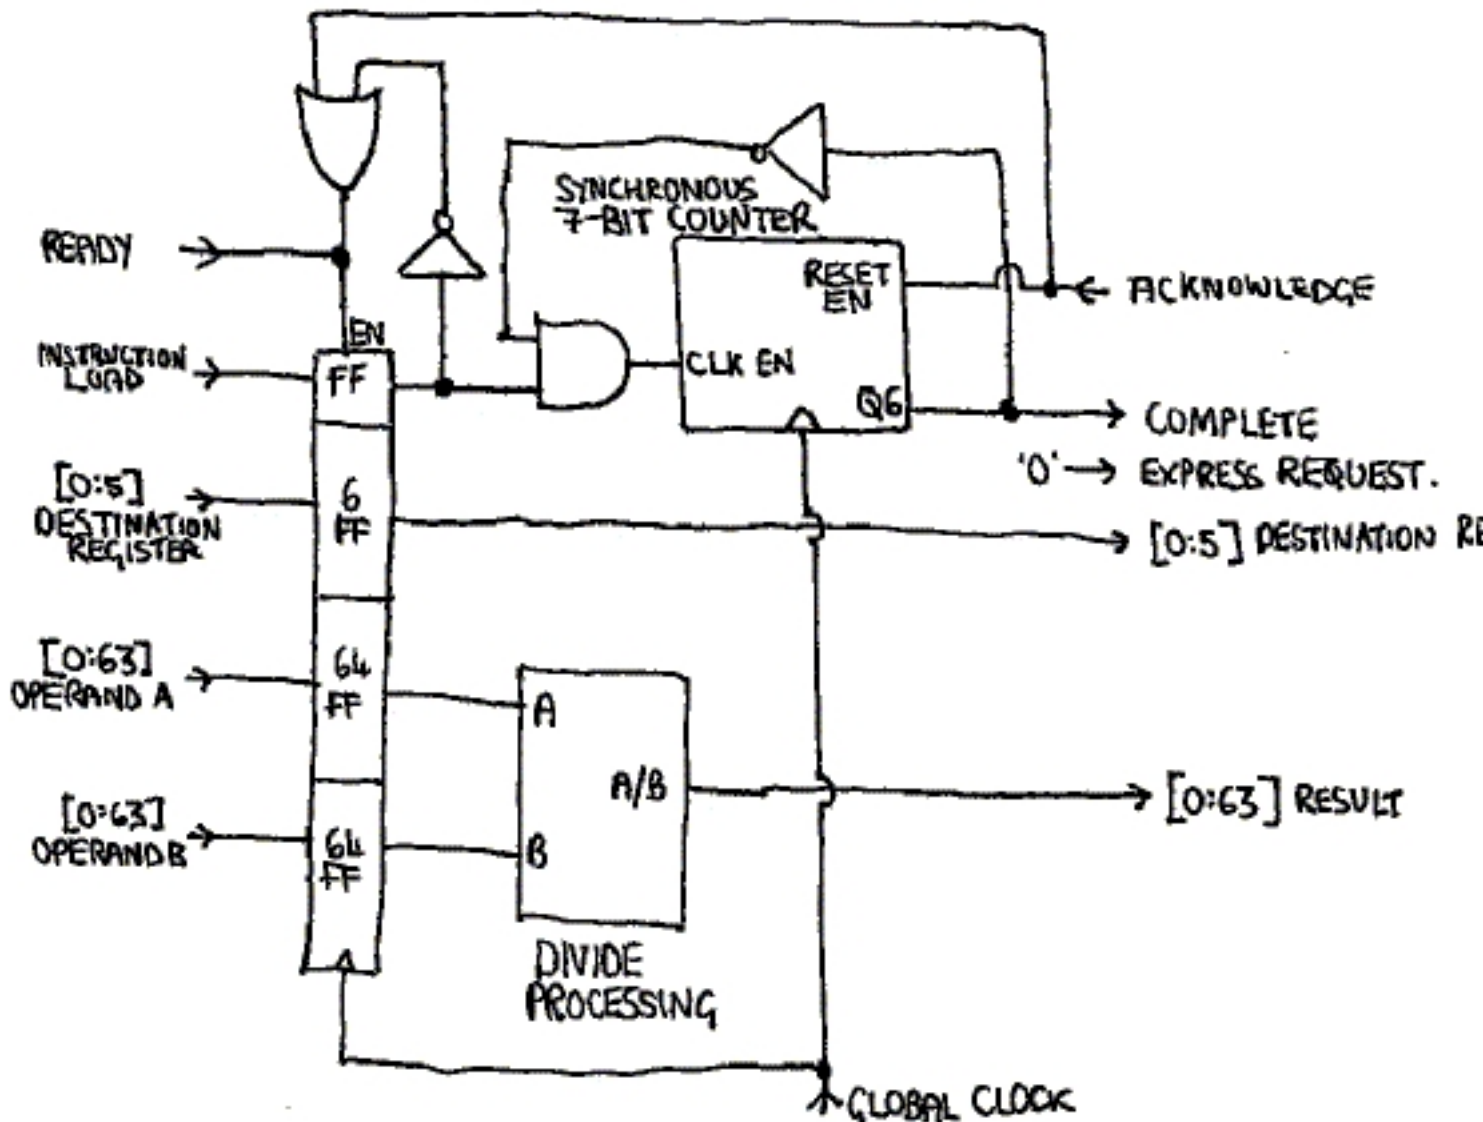 SYNCHRONOUS
7-BIT COUNTER
READY
RESET
EN
ACKNOWLEDGE
EN
INSTRUCTION
LOAD
FF
CLK EN
Q6
COMPLETE
'0' → EXPRESS REQUEST.
[0:5]
DESTINATION
REGISTER
6
FF
[0:5] DESTINATION RE
[0:63]
OPERAND A
64
FF
A
A/B
[0:63] RESULT
[0:63]
OPERAND B
64
FF
B
DIVIDE
PROCESSING
GLOBAL CLOCK